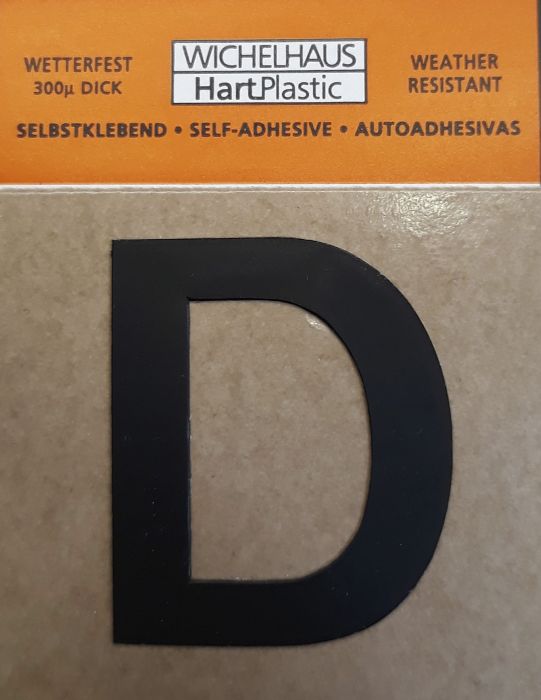 WETTERFEST
300µ DICK
WICHELHAUS
HartPlastic
WEATHER
RESISTANT
SELBSTKLEBEND • SELF-ADHESIVE • AUTOADHESIVAS
D